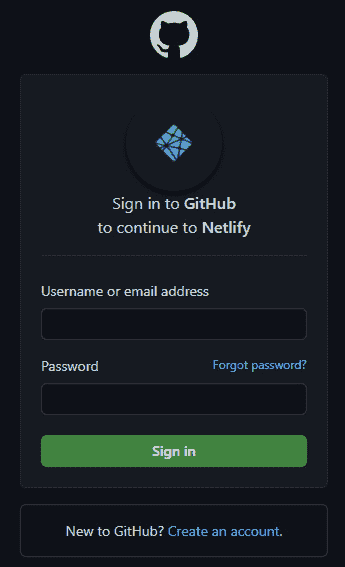 Sign in to GitHub
to continue to Netlify
Username or email address
Password Forgot password?
Sign in
New to GitHub? Create an account.